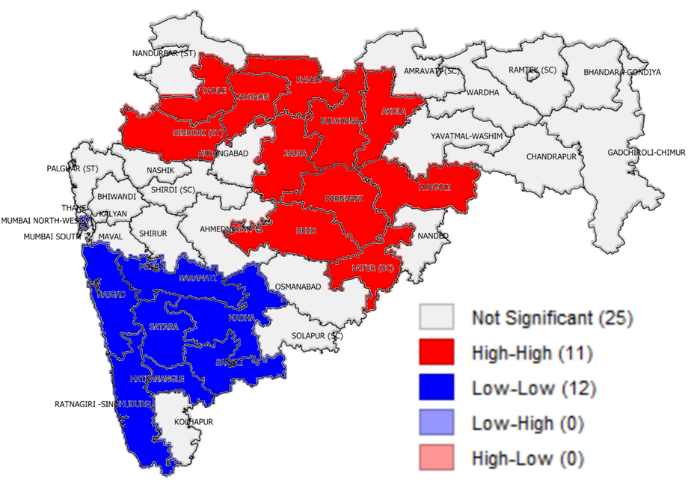 NANDURBAR (ST)
AMRAVATI (SC)
RAMTEK (SC)
BHANDARA-GONDIYA
WARDHA
DHULE
JALGAON
RAVER
BULDHANA
AKOLA
DINDORI (ST)
YAVATMAL-WASHIM
AURANGABAD
JALNA
CHANDRAPUR
GADCHIROLI-CHIMUR
PALGHAR (ST)
NASHIK
SHIRDI (SC)
HINGOLI
BHIWANDI
PARBHANI
THANE
KALYAN
MUMBAI NORTH-WEST
MUMBAI SOUTH
MAVAL
SHIRUR
BEED
NANDED
LATUR (SC)
BARAMATI
OSMANABAD
RAIGAD
MADHA
SATARA
SOLAPUR (SC)
HATKANANGLE
RATNAGIRI -SINDHUDURG
KOLHAPUR
Not Significant (25)
High-High (11)
Low-Low (12)
Low-High (0)
High-Low (0)